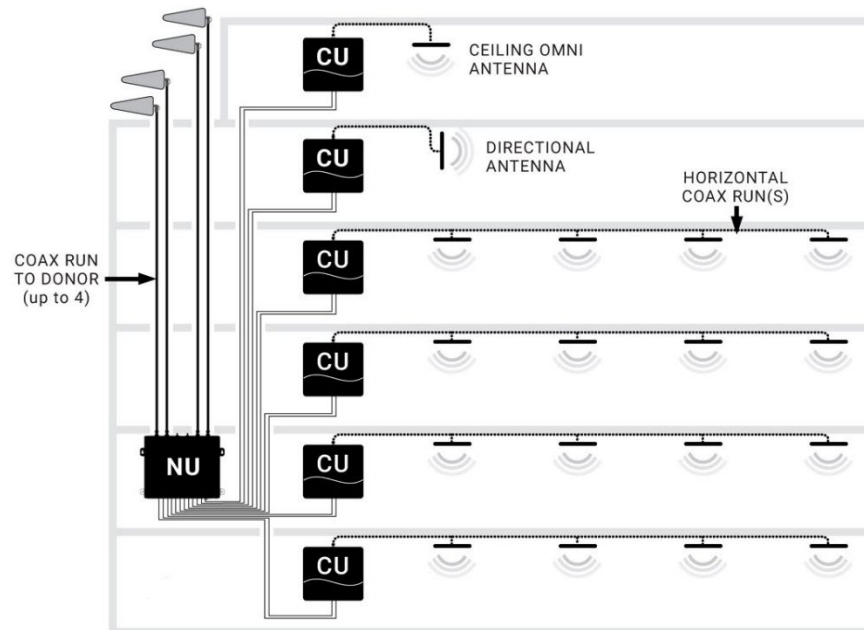 CU
CEILING OMNI
ANTENNA
CU
DIRECTIONAL
ANTENNA
HORIZONTAL
COAX RUN(S)
COAX RUN
TO DONOR
(up to 4)
CU
CU
NU
CU
CU